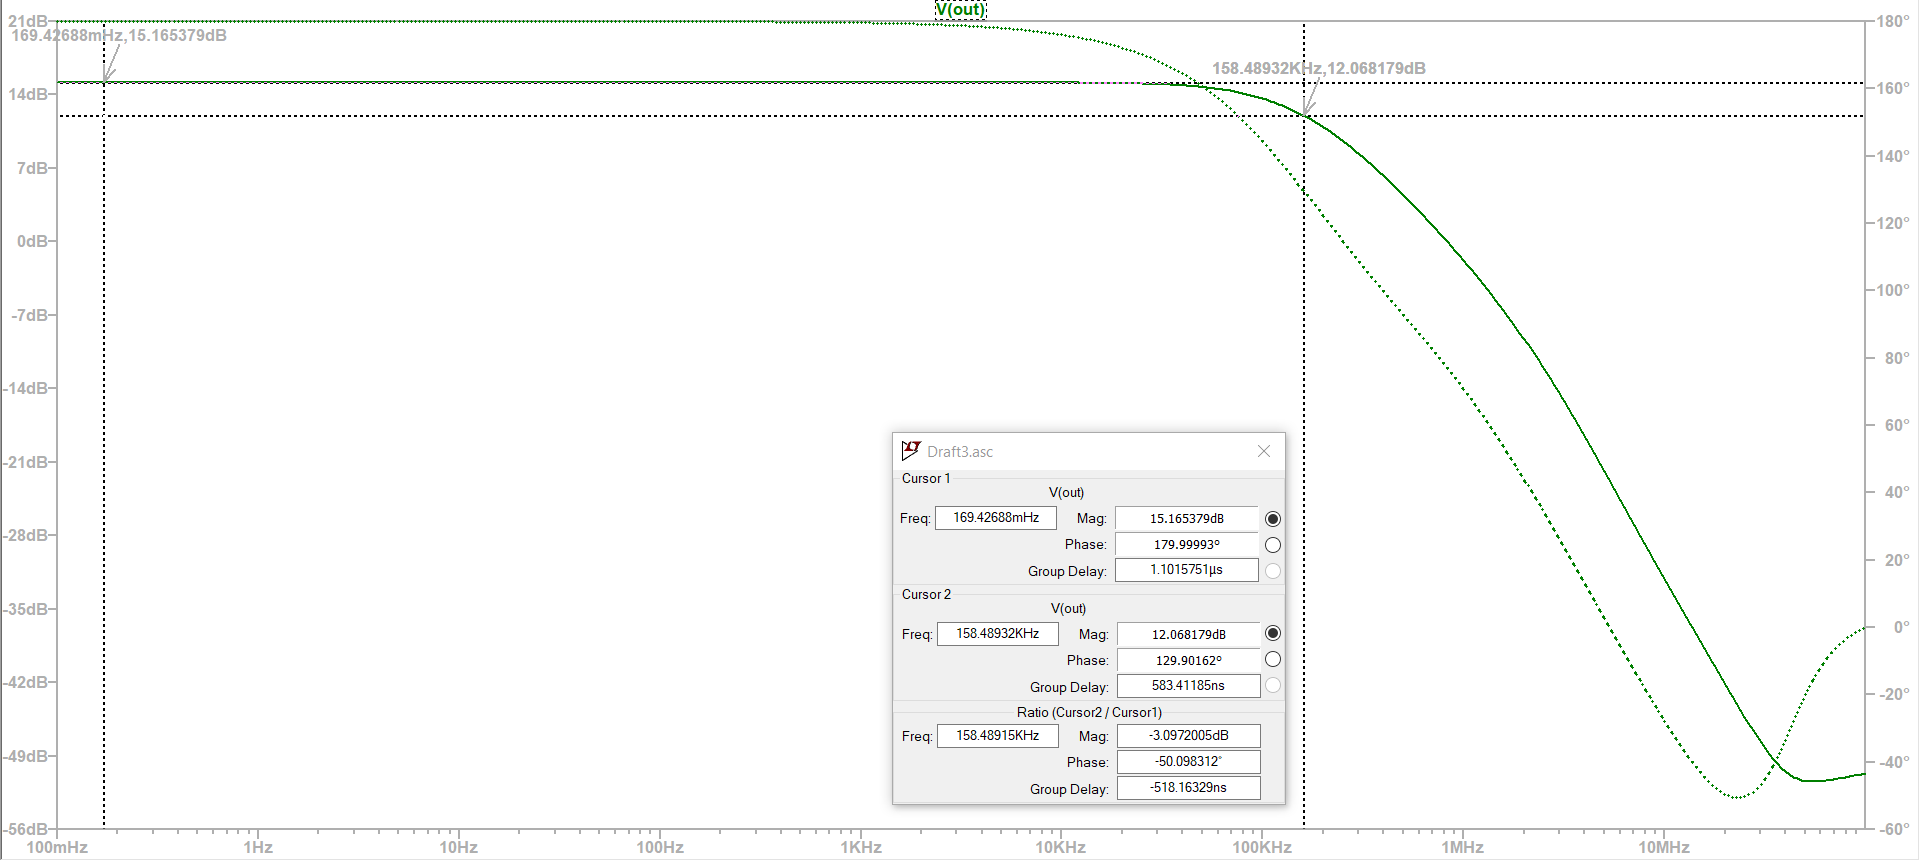 V(out)
21dB
180°
169.42688mHz,15.165379dB
158.48932KHz,12.068179dB
14dB
160°
7dB
140°
0dB
120°
-7dB
100°
-14dB
80°
-21dB
60°
-28dB
40°
-35dB
20°
-42dB
0°
-49dB
-20°
-56dB
-40°
-60°
100mHz 1Hz 10Hz 100Hz 1KHz 10KHz 100KHz 1MHz 10MHz
Draft3.asc
Cursor 1
V(out)
Freq: 169.42688mHz Mag: 15.165379dB
Phase: 179.99993°
Group Delay: 1.1015751µs
Cursor 2
V(out)
Freq: 158.48932KHz Mag: 12.068179dB
Phase: 129.90162°
Group Delay: 583.41185ns
Ratio (Cursor2 / Cursor1)
Freq: 158.48915KHz Mag: -3.0972005dB
Phase: -50.098312°
Group Delay: -518.16329ns